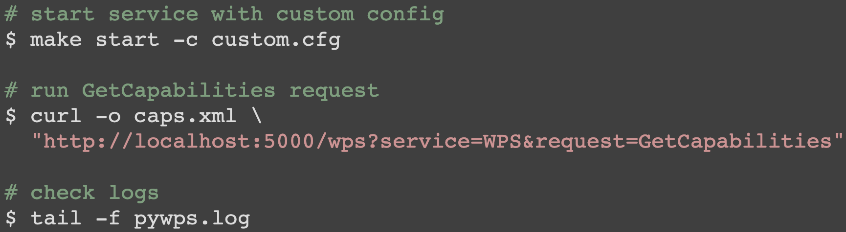 # start service with custom config
$ make start -c custom.cfg
# run GetCapabilities request
$ curl -o caps.xml \
"http://localhost:5000/wps?service=WPS&request=GetCapabilities"
# check logs
$ tail -f pywps.log